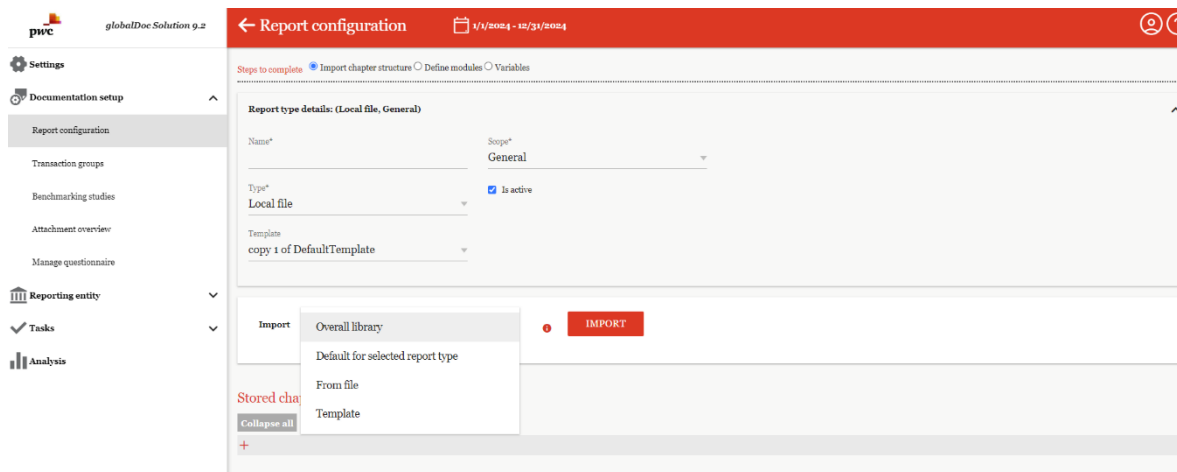 pwc
globalDoc Solution 9.2
Report configuration
1/1/2024 - 12/31/2024
Settings
Documentation setup
Report configuration
Transaction groups
Benchmarking studies
Attachment overview
Manage questionnaire
Reporting entity
Tasks
Analysis
Steps to complete Import chapter structure Define modules Variables
Report type details: (Local file, General)
Name*
Scope*
General
Type*
Local file
Is active
Template
copy 1 of DefaultTemplate
Import
Overall library
Default for selected report type
From file
Template
IMPORT
Stored
Collapse all
+